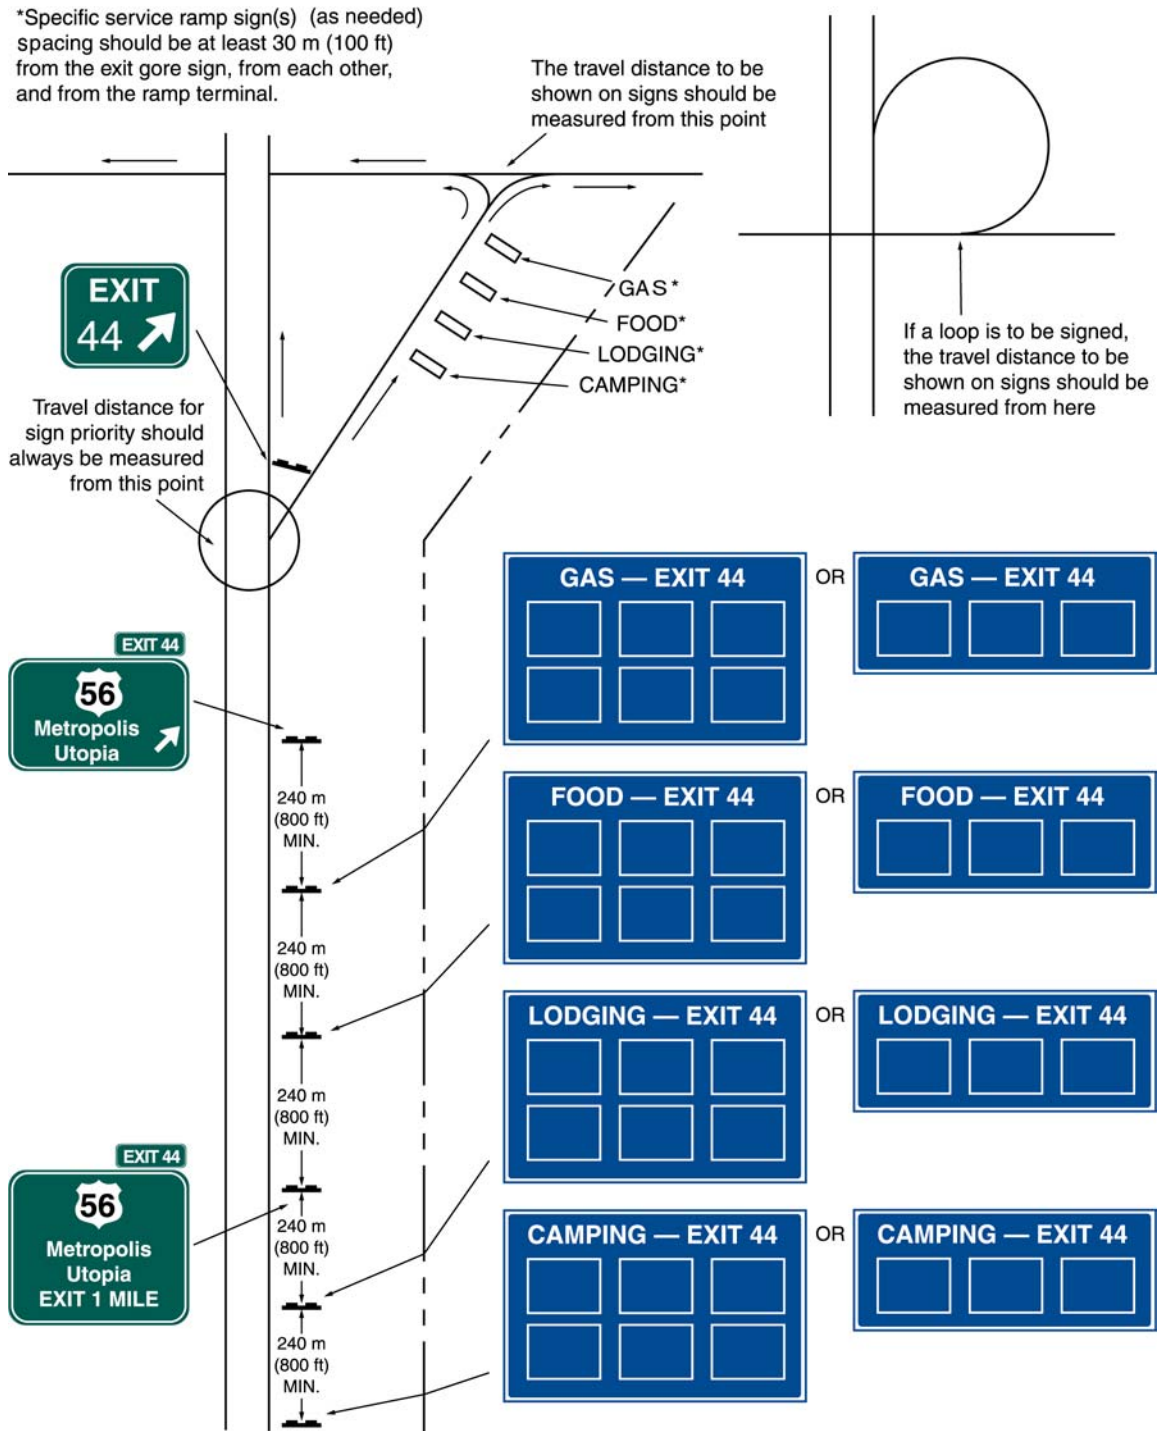 *Specific service ramp sign(s) (as needed)
spacing should be at least 30 m (100 ft)
from the exit gore sign, from each other,
and from the ramp terminal.
The travel distance to be
shown on signs should be
measured from this point
EXIT
44
GAS*
FOOD*
LODGING*
CAMPING*
If a loop is to be signed,
the travel distance to be
shown on signs should be
measured from here
Travel distance for
sign priority should
always be measured
from this point
EXIT 44
56
Metropolis
Utopia
240 m
(800 ft)
MIN.
240 m
(800 ft)
MIN.
240 m
(800 ft)
MIN.
EXIT 44
56
Metropolis
Utopia
EXIT 1 MILE
240 m
(800 ft)
MIN.
240 m
(800 ft)
MIN.
GAS — EXIT 44
OR
GAS — EXIT 44
FOOD — EXIT 44
OR
FOOD — EXIT 44
LODGING — EXIT 44
OR
LODGING — EXIT 44
CAMPING — EXIT 44
OR
CAMPING — EXIT 44